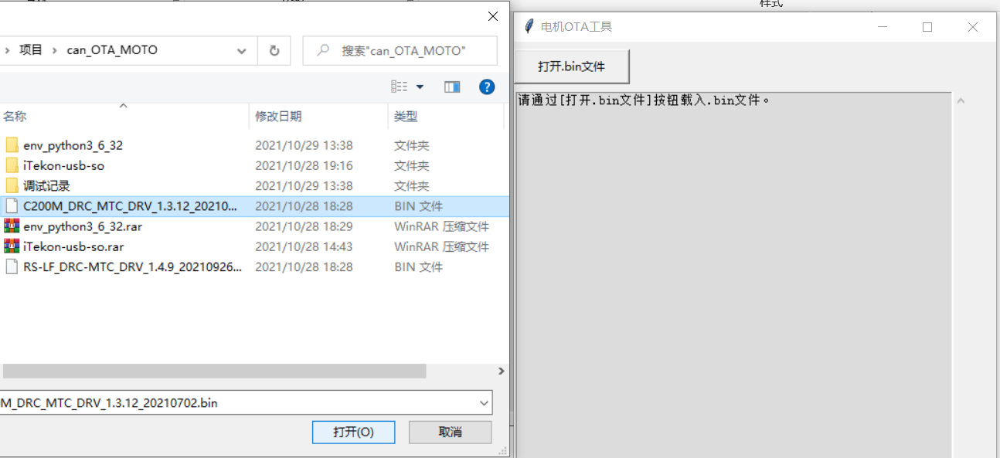 样式
项目 › can_OTA_MOTO
搜索"can_OTA_MOTO"
名称 修改日期 类型
env_python3_6_32 2021/10/29 13:38 文件夹
iTekon-usb-so 2021/10/28 19:16 文件夹
调试记录 2021/10/29 13:38 文件夹
C200M_DRC_MTC_DRV_1.3.12_20210... 2021/10/28 18:28 BIN 文件
env_python3_6_32.rar 2021/10/28 18:29 WinRAR 压缩文件
iTekon-usb-so.rar 2021/10/28 14:43 WinRAR 压缩文件
RS-LF_DRC-MTC_DRV_1.4.9_20210926... 2021/10/28 18:28 BIN 文件
M_DRC_MTC_DRV_1.3.12_20210702.bin
打开(O) 取消
电机OTA工具
打开.bin文件
请通过[打开.bin文件]按钮载入.bin文件。